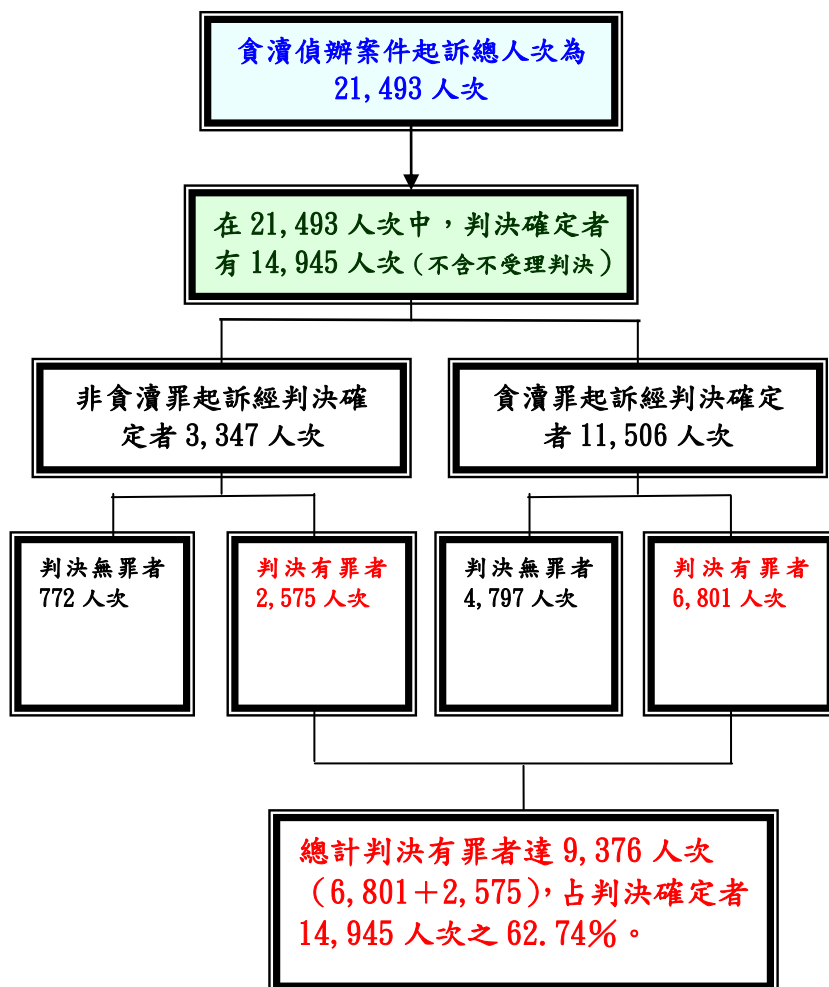 貪瀆偵辦案件起訴總人次為
21,493 人次
在 21,493 人次中，判決確定者
有 14,945 人次（不含不受理判決）
非貪瀆罪起訴經判決確
定者 3,347 人次
貪瀆罪起訴經判決確定
者 11,506 人次
判決無罪者
772 人次
判決有罪者
2,575 人次
判決無罪者
4,797 人次
判決有罪者
6,801 人次
總計判決有罪者達 9,376 人次
（6,801＋2,575），占判決確定者
14,945 人次之 62.74％。